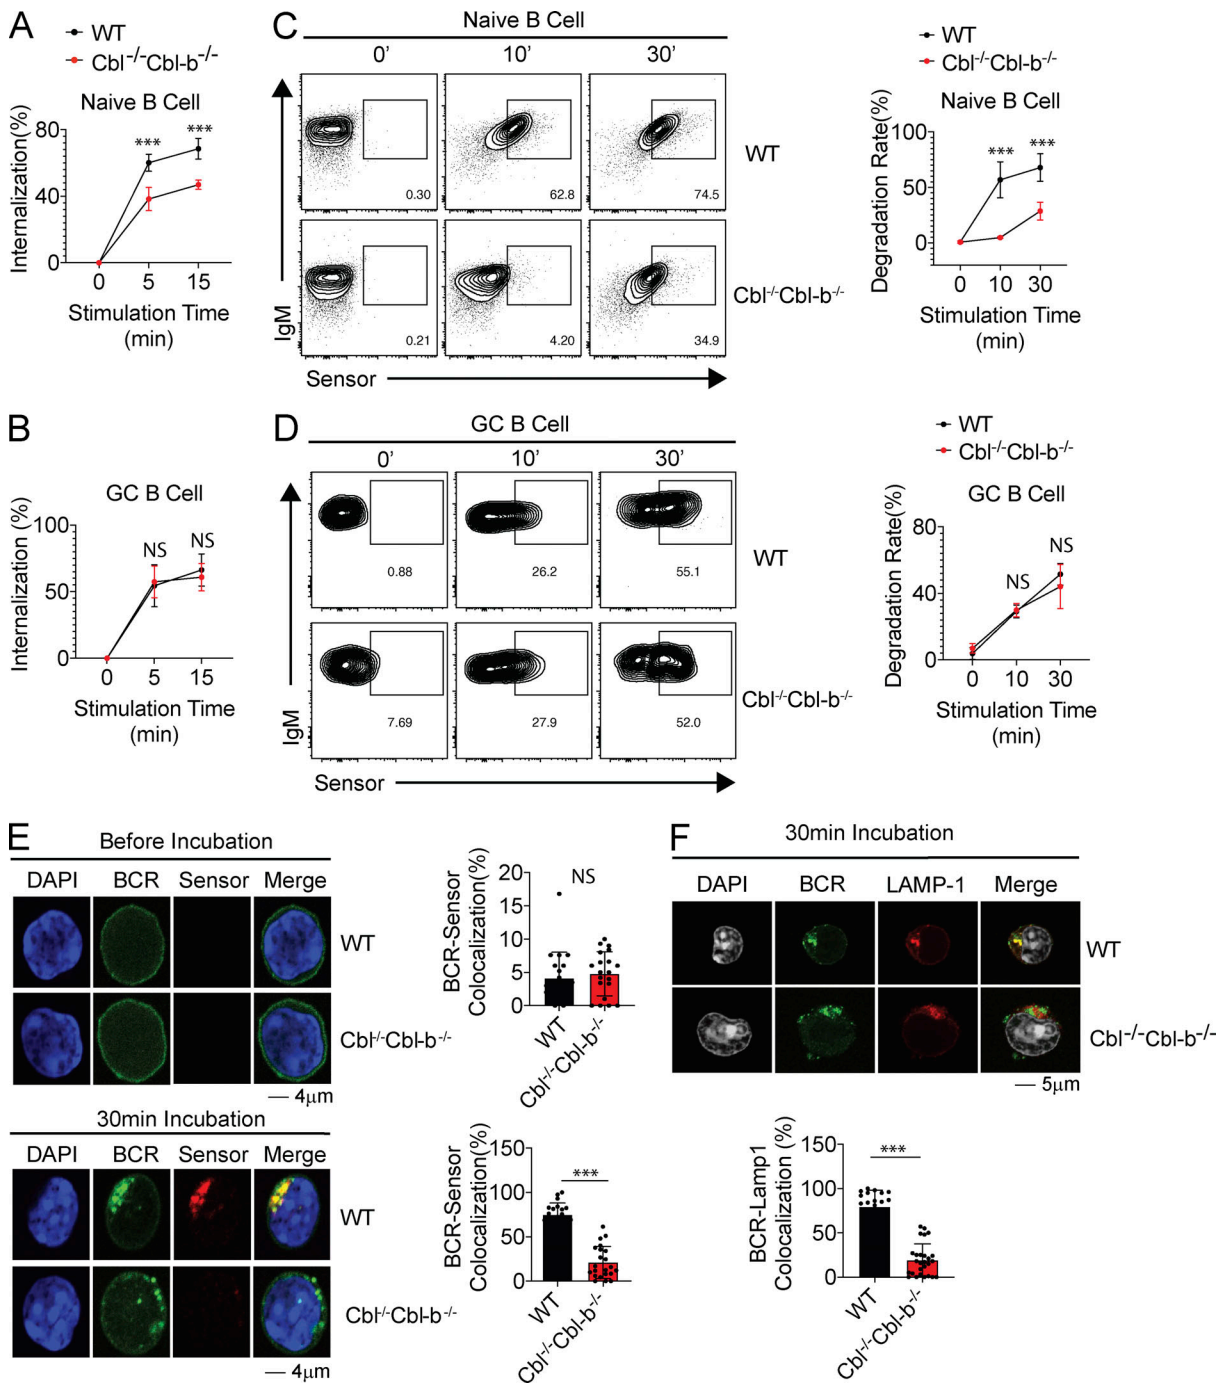 A
WT
Cbl-/-Cbl-b-/-
Naive B Cell
Internalization(%)
80
40
0
***
***
0 5 15
Stimulation Time
(min)
C
Naive B Cell
0' 10' 30'
0.30 62.8 74.5
WT
0.21 4.20 34.9
Cbl-/-Cbl-b-/-
IgM
Sensor
WT
Cbl-/-Cbl-b-/-
Naive B Cell
Degradation Rate(%)
100
50
0
***
***
0 10 30
Stimulation Time
(min)
B
GC B Cell
Internalization (%)
100
50
0
NS
NS
0 5 15
Stimulation Time
(min)
D
GC B Cell
0' 10' 30'
0.88 26.2 55.1
WT
7.69 27.9 52.0
Cbl-/-Cbl-b-/-
IgM
Sensor
WT
Cbl-/-Cbl-b-/-
GC B Cell
Degradation Rate(%)
80
40
0
NS
NS
0 10 30
Stimulation Time
(min)
E
Before Incubation
DAPI BCR Sensor Merge
WT
Cbl-/-Cbl-b-/-
4μm
BCR-Sensor
Colocalization(%)
20
15
10
5
0
NS
WT
Cbl-/-Cbl-b-/-
30min Incubation
DAPI BCR Sensor Merge
WT
Cbl-/-Cbl-b-/-
4μm
BCR-Sensor
Colocalization(%)
150
100
50
0
***
WT
Cbl-/-Cbl-b-/-
F
30min Incubation
DAPI BCR LAMP-1 Merge
WT
Cbl-/-Cbl-b-/-
5μm
BCR-Lamp1
Colocalization (%)
150
100
50
0
***
WT
Cbl-/-Cbl-b-/-